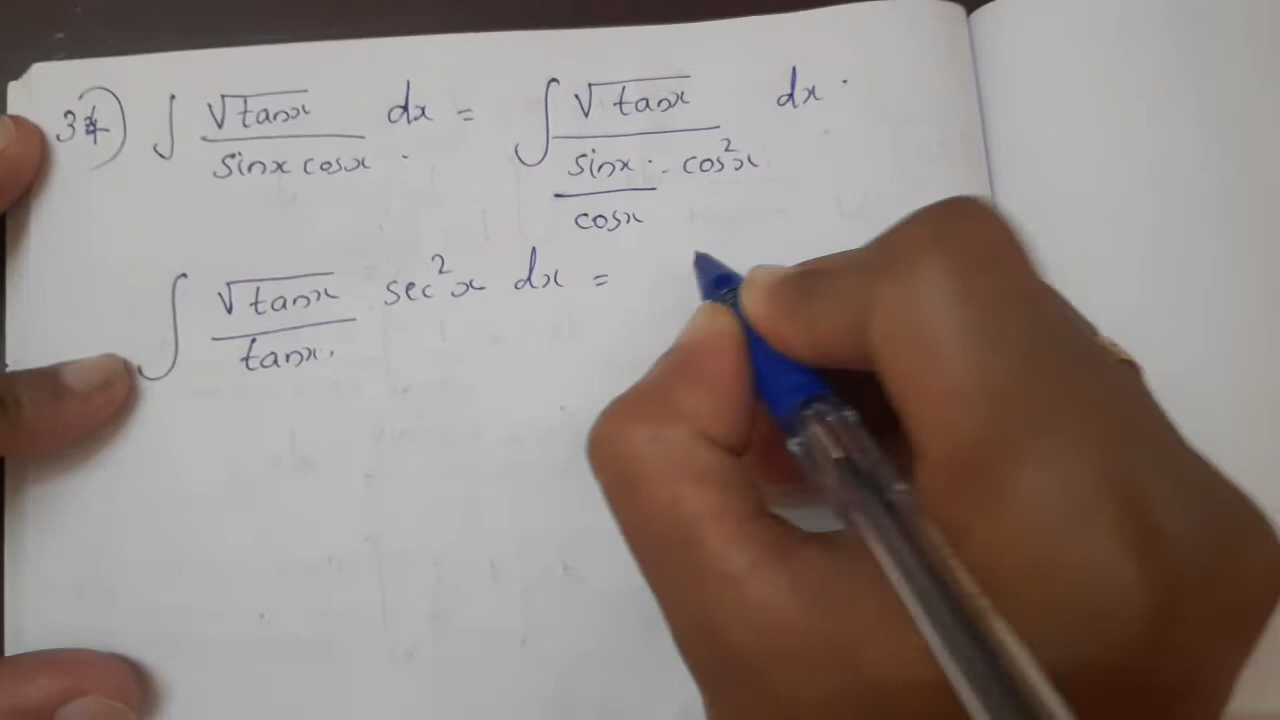 34) ∫ √tanx / sinx cosx dx = ∫ √tanx / (sinx / cosx · cos²x) dx.
∫ √tanx / tanx. sec²x dx =